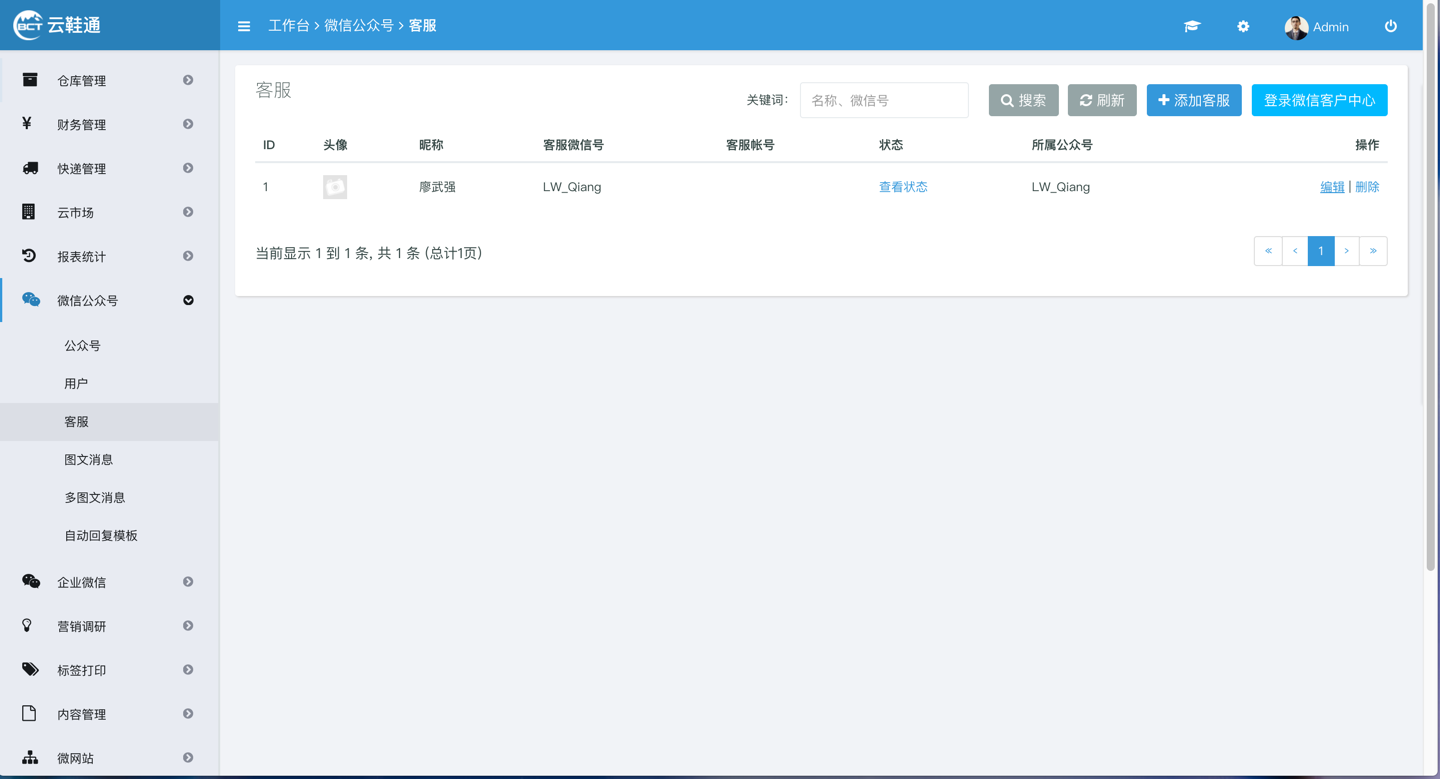 BCT 云鞋通
工作台 > 微信公众号 > 客服
Admin
仓库管理
¥ 财务管理
快递管理
云市场
报表统计
微信公众号
公众号
用户
客服
图文消息
多图文消息
自动回复模板
企业微信
营销调研
标签打印
内容管理
微网站
客服
关键词: 名称、微信号 搜索 刷新 添加客服 登录微信客户中心
ID 头像 昵称 客服微信号 客服帐号 状态 所属公众号 操作
1 廖武强 LW_Qiang 查看状态 LW_Qiang 编辑 | 删除
当前显示 1 到 1 条, 共 1 条 (总计1页)
« ‹ 1 › »